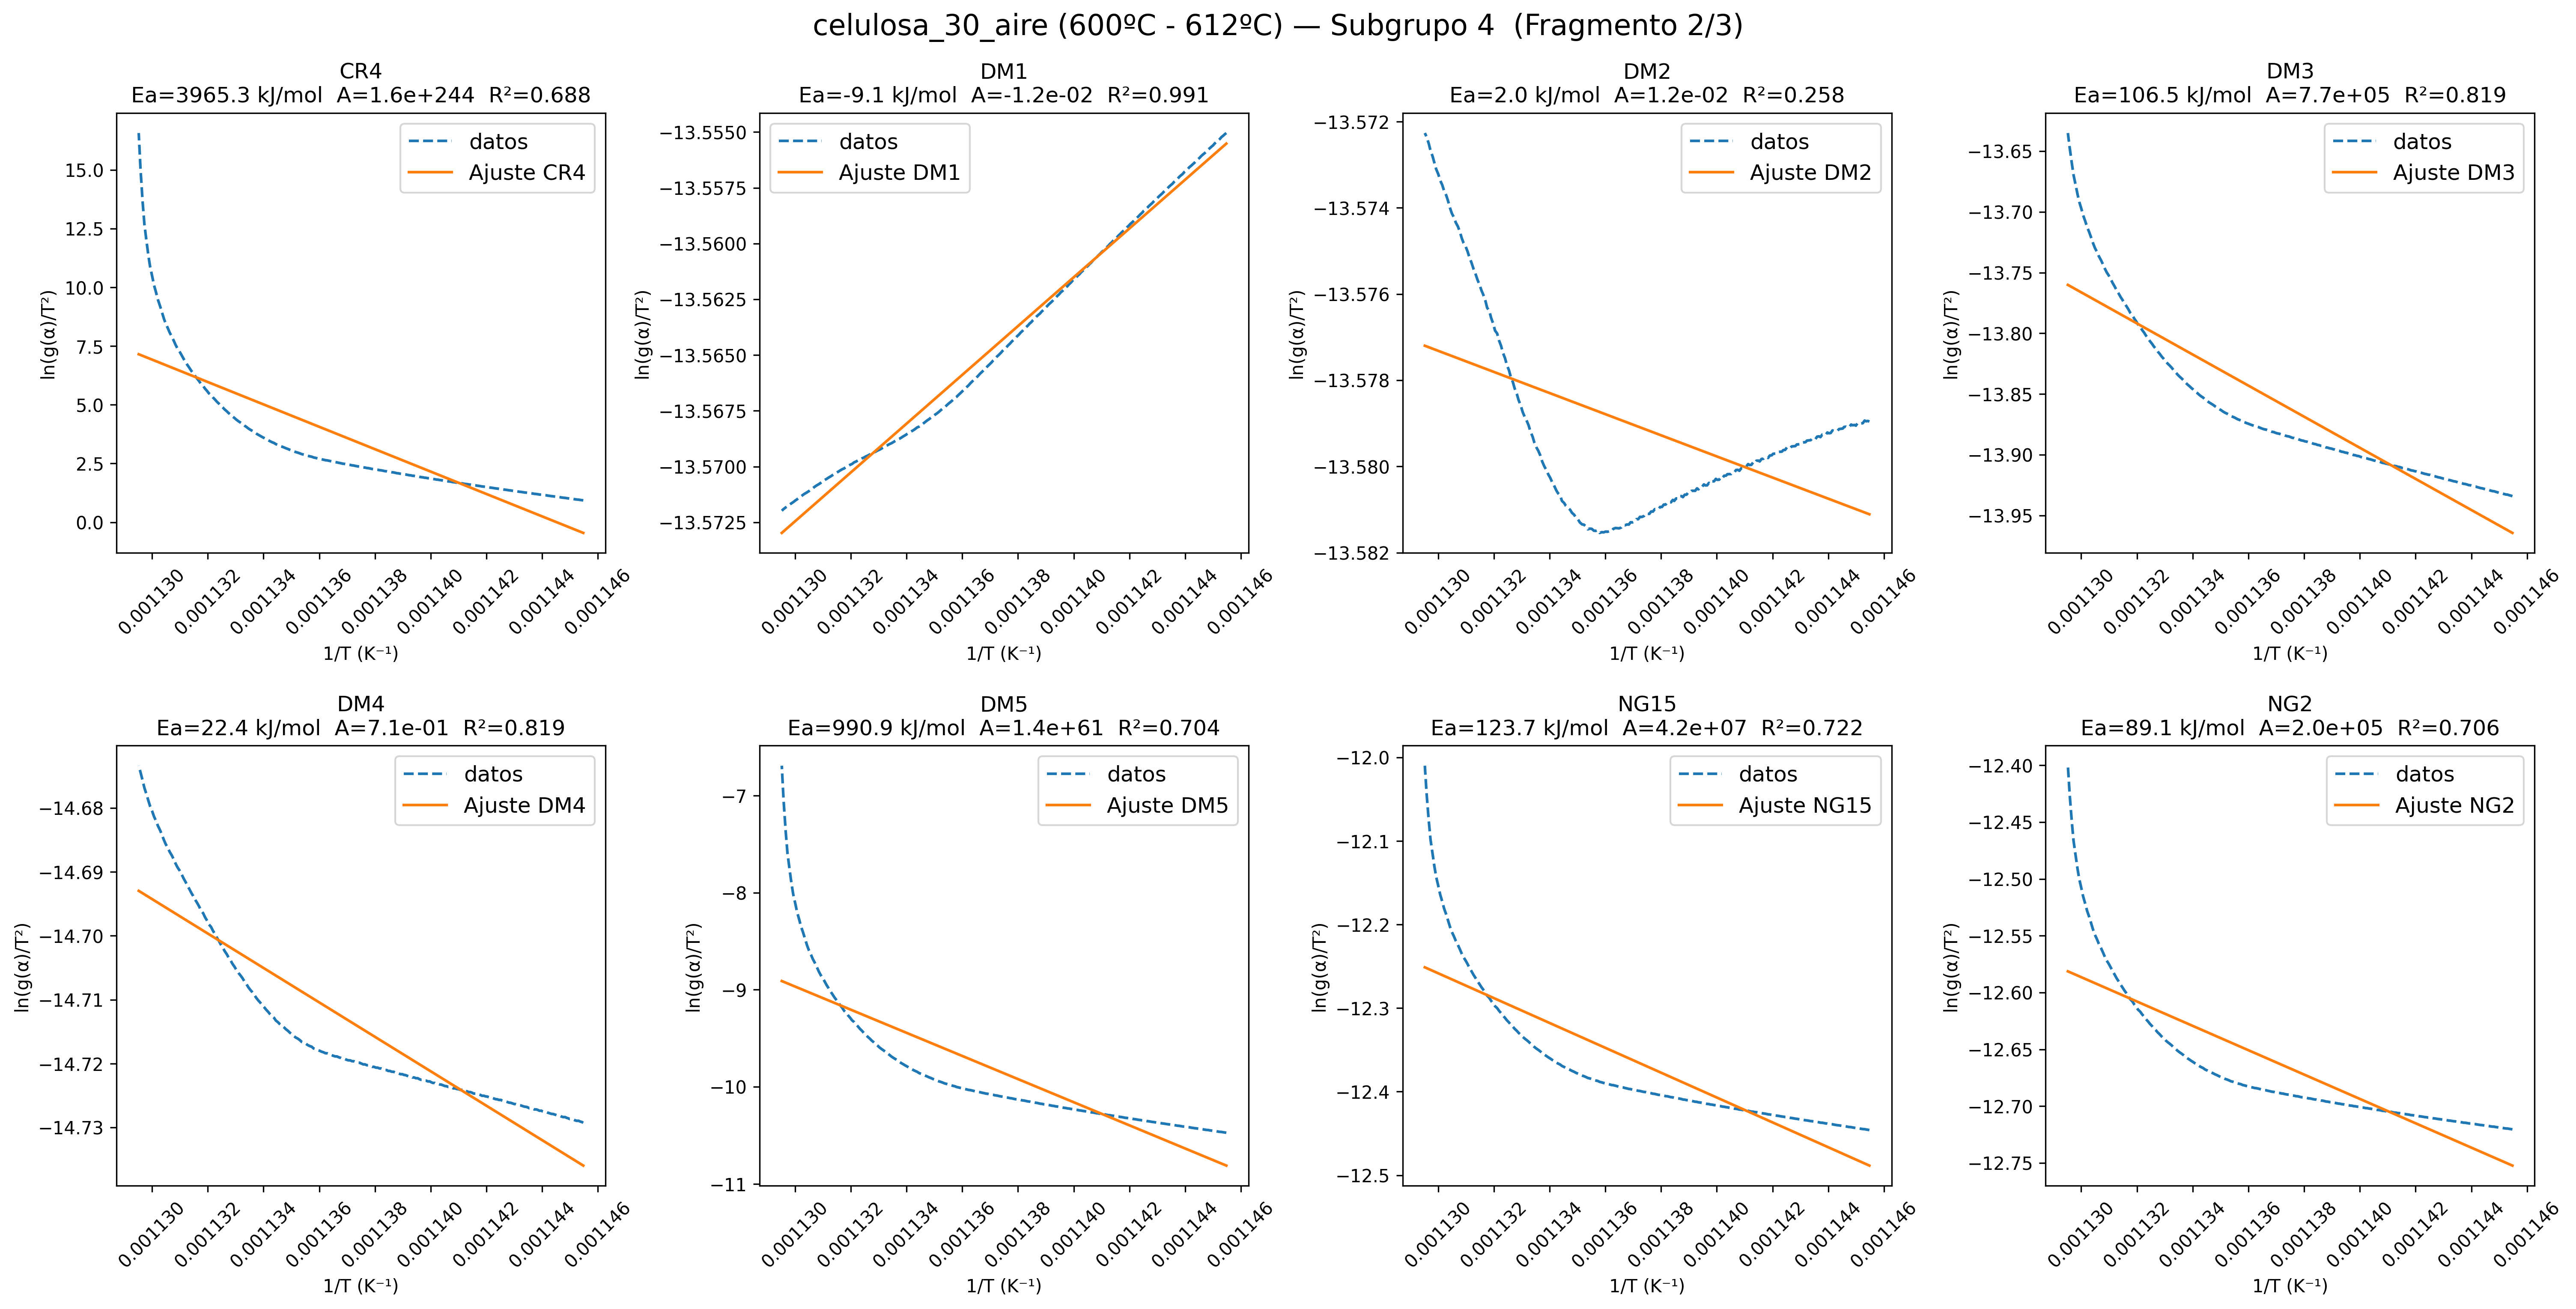 celulosa_30_aire (600ºC - 612ºC) — Subgrupo 4  (Fragmento 2/3)
CR4
Ea=3965.3 kJ/mol  A=1.6e+244  R²=0.688
15.0
12.5
10.0
7.5
5.0
2.5
0.0
ln(g(α)/T²)
datos
Ajuste CR4
0.001130
0.001132
0.001134
0.001136
0.001138
0.001140
0.001142
0.001144
0.001146
1/T (K⁻¹)
DM1
Ea=-9.1 kJ/mol  A=-1.2e-02  R²=0.991
−13.5550
−13.5575
−13.5600
−13.5625
−13.5650
−13.5675
−13.5700
−13.5725
ln(g(α)/T²)
datos
Ajuste DM1
0.001130
0.001132
0.001134
0.001136
0.001138
0.001140
0.001142
0.001144
0.001146
1/T (K⁻¹)
DM2
Ea=2.0 kJ/mol  A=1.2e-02  R²=0.258
−13.572
−13.574
−13.576
−13.578
−13.580
−13.582
ln(g(α)/T²)
datos
Ajuste DM2
0.001130
0.001132
0.001134
0.001136
0.001138
0.001140
0.001142
0.001144
0.001146
1/T (K⁻¹)
DM3
Ea=106.5 kJ/mol  A=7.7e+05  R²=0.819
−13.65
−13.70
−13.75
−13.80
−13.85
−13.90
−13.95
ln(g(α)/T²)
datos
Ajuste DM3
0.001130
0.001132
0.001134
0.001136
0.001138
0.001140
0.001142
0.001144
0.001146
1/T (K⁻¹)
DM4
Ea=22.4 kJ/mol  A=7.1e-01  R²=0.819
−14.68
−14.69
−14.70
−14.71
−14.72
−14.73
ln(g(α)/T²)
datos
Ajuste DM4
0.001130
0.001132
0.001134
0.001136
0.001138
0.001140
0.001142
0.001144
0.001146
1/T (K⁻¹)
DM5
Ea=990.9 kJ/mol  A=1.4e+61  R²=0.704
−7
−8
−9
−10
−11
ln(g(α)/T²)
datos
Ajuste DM5
0.001130
0.001132
0.001134
0.001136
0.001138
0.001140
0.001142
0.001144
0.001146
1/T (K⁻¹)
NG15
Ea=123.7 kJ/mol  A=4.2e+07  R²=0.722
−12.0
−12.1
−12.2
−12.3
−12.4
−12.5
ln(g(α)/T²)
datos
Ajuste NG15
0.001130
0.001132
0.001134
0.001136
0.001138
0.001140
0.001142
0.001144
0.001146
1/T (K⁻¹)
NG2
Ea=89.1 kJ/mol  A=2.0e+05  R²=0.706
−12.40
−12.45
−12.50
−12.55
−12.60
−12.65
−12.70
−12.75
ln(g(α)/T²)
datos
Ajuste NG2
0.001130
0.001132
0.001134
0.001136
0.001138
0.001140
0.001142
0.001144
0.001146
1/T (K⁻¹)